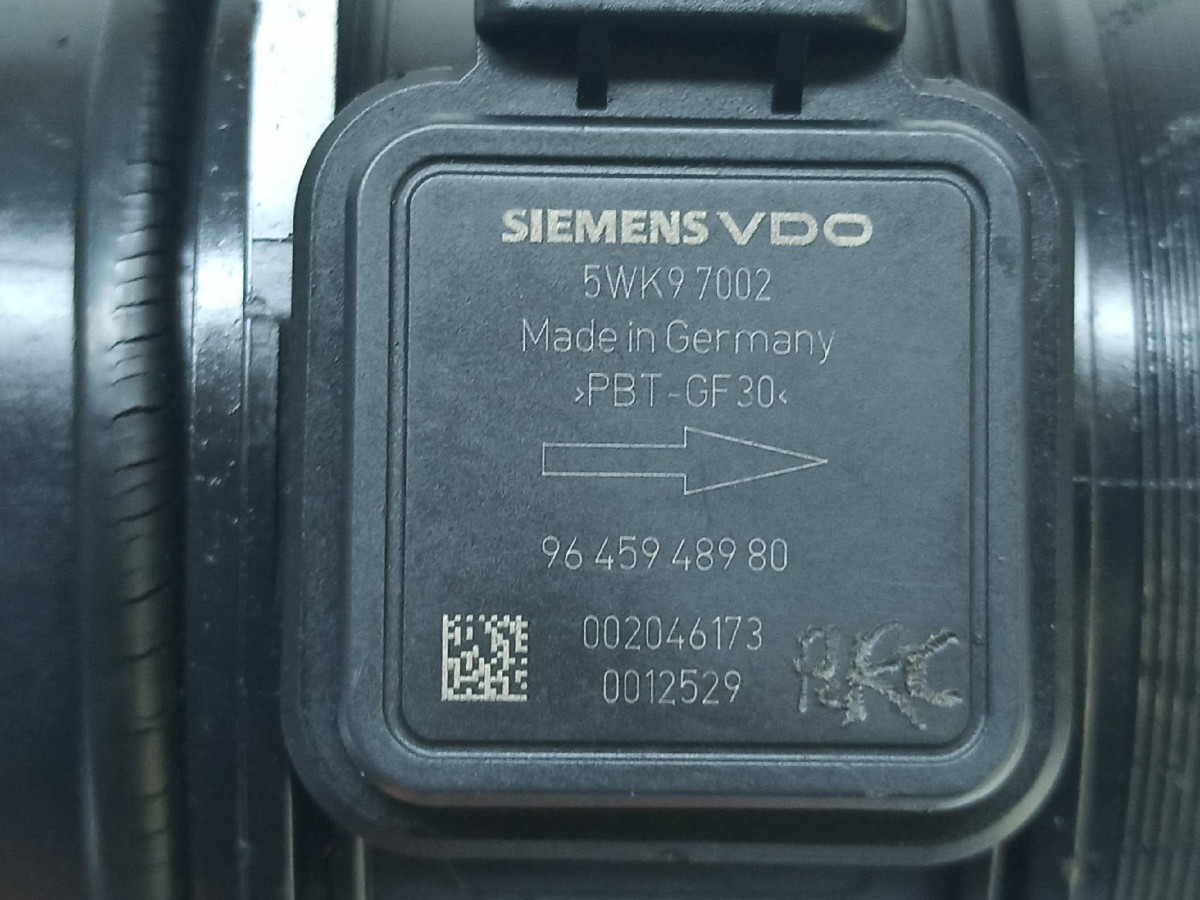 SIEMENS VDO
5WK9 7002
Made in Germany
>PBT-GF30<
96 459 489 80
002046173
0012529